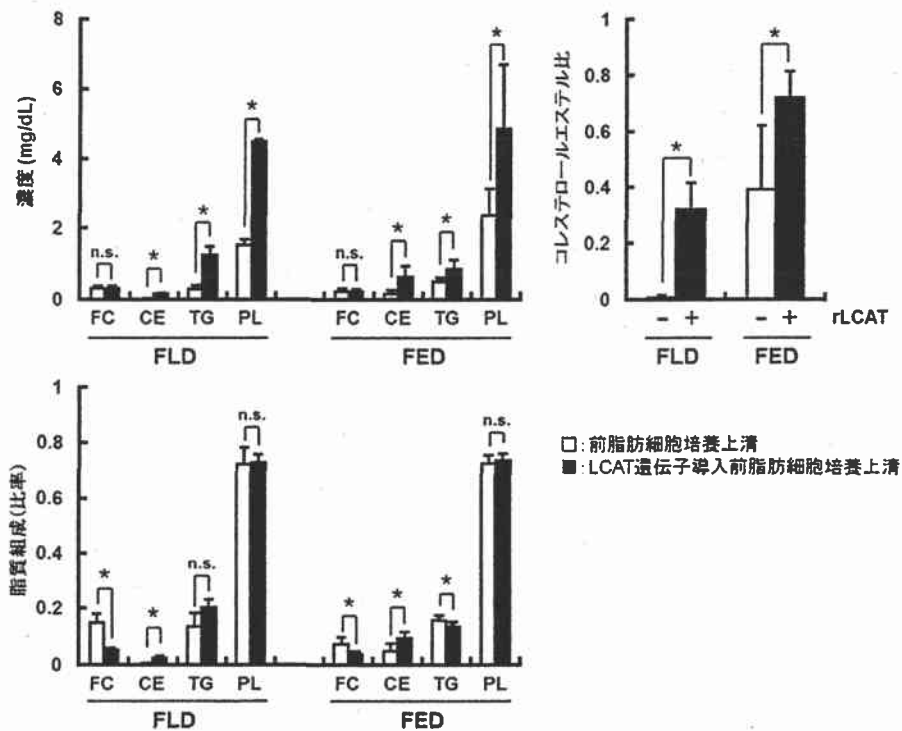 濃度 (mg/dL)
8
6
4
2
0
n.s.
*
*
*
n.s.
*
*
*
FC CE TG PL FC CE TG PL
FLD FED
コレステロールエステル比
1
0.8
0.6
0.4
0.2
0
*
*
− + − + rLCAT
FLD FED
脂質組成(比率)
1
0.8
0.6
0.4
0.2
0
*
*
n.s.
n.s.
*
*
*
n.s.
FC CE TG PL FC CE TG PL
FLD FED
□:前脂肪細胞培養上清
■:LCAT遺伝子導入前脂肪細胞培養上清